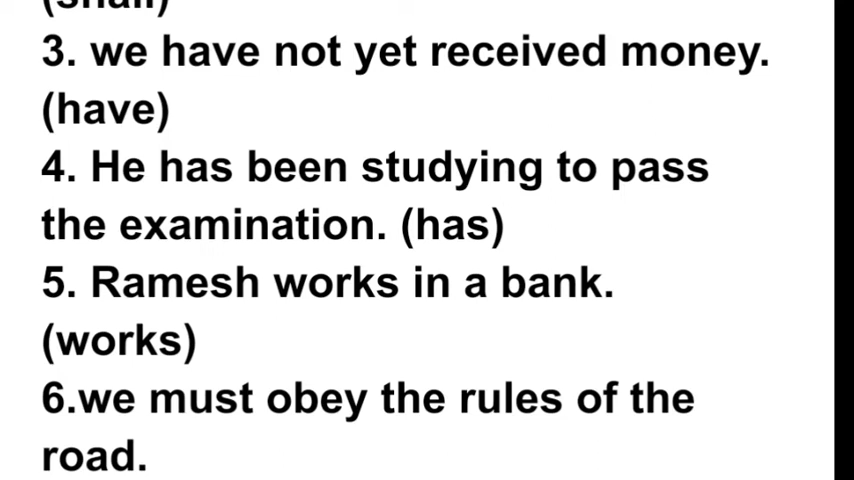 (shall)
3. we have not yet received money.
(have)
4. He has been studying to pass
the examination. (has)
5. Ramesh works in a bank.
(works)
6.we must obey the rules of the
road.